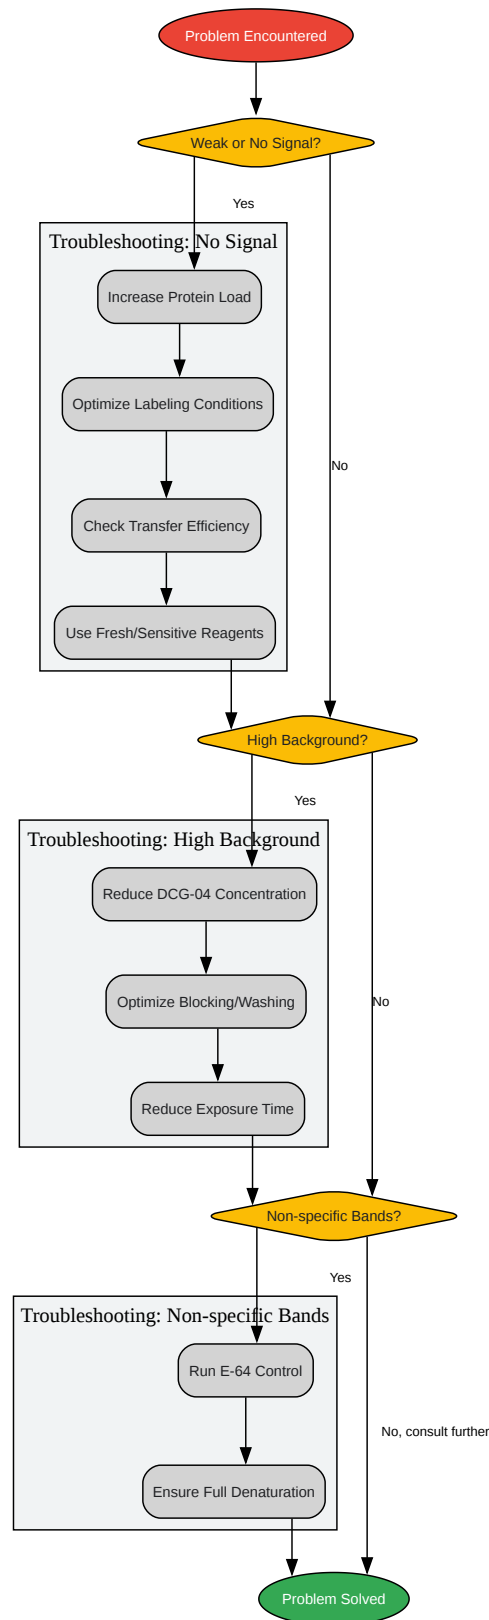 Problem Encountered
Weak or No Signal?
Yes
Troubleshooting: No Signal
Increase Protein Load
Optimize Labeling Conditions
No
Check Transfer Efficiency
Use Fresh/Sensitive Reagents
High Background?
Yes
Troubleshooting: High Background
Reduce DCG-04 Concentration
Optimize Blocking/Washing
No
Reduce Exposure Time
Non-specific Bands?
Yes
Troubleshooting: Non-specific Bands
Run E-64 Control
No, consult further
Ensure Full Denaturation
Problem Solved